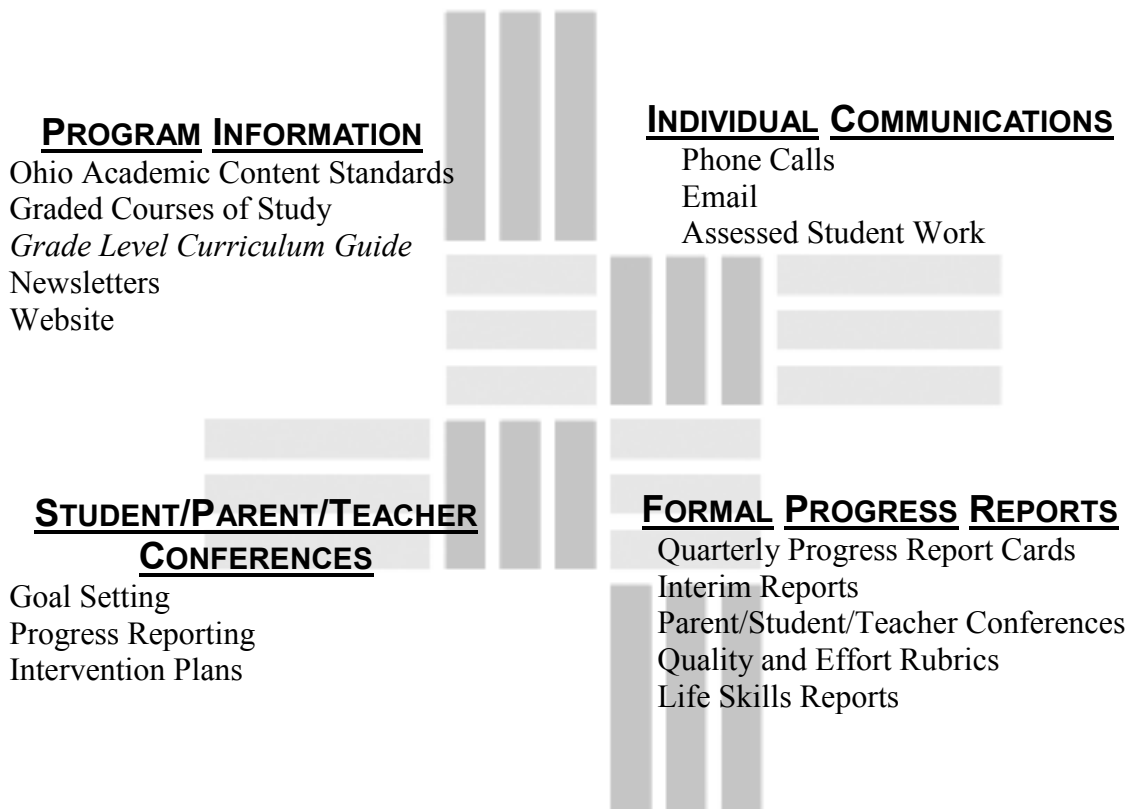 PROGRAM INFORMATION
Ohio Academic Content Standards
Graded Courses of Study
Grade Level Curriculum Guide
Newsletters
Website
INDIVIDUAL COMMUNICATIONS
Phone Calls
Email
Assessed Student Work
STUDENT/PARENT/TEACHER
CONFERENCES
Goal Setting
Progress Reporting
Intervention Plans
FORMAL PROGRESS REPORTS
Quarterly Progress Report Cards
Interim Reports
Parent/Student/Teacher Conferences
Quality and Effort Rubrics
Life Skills Reports